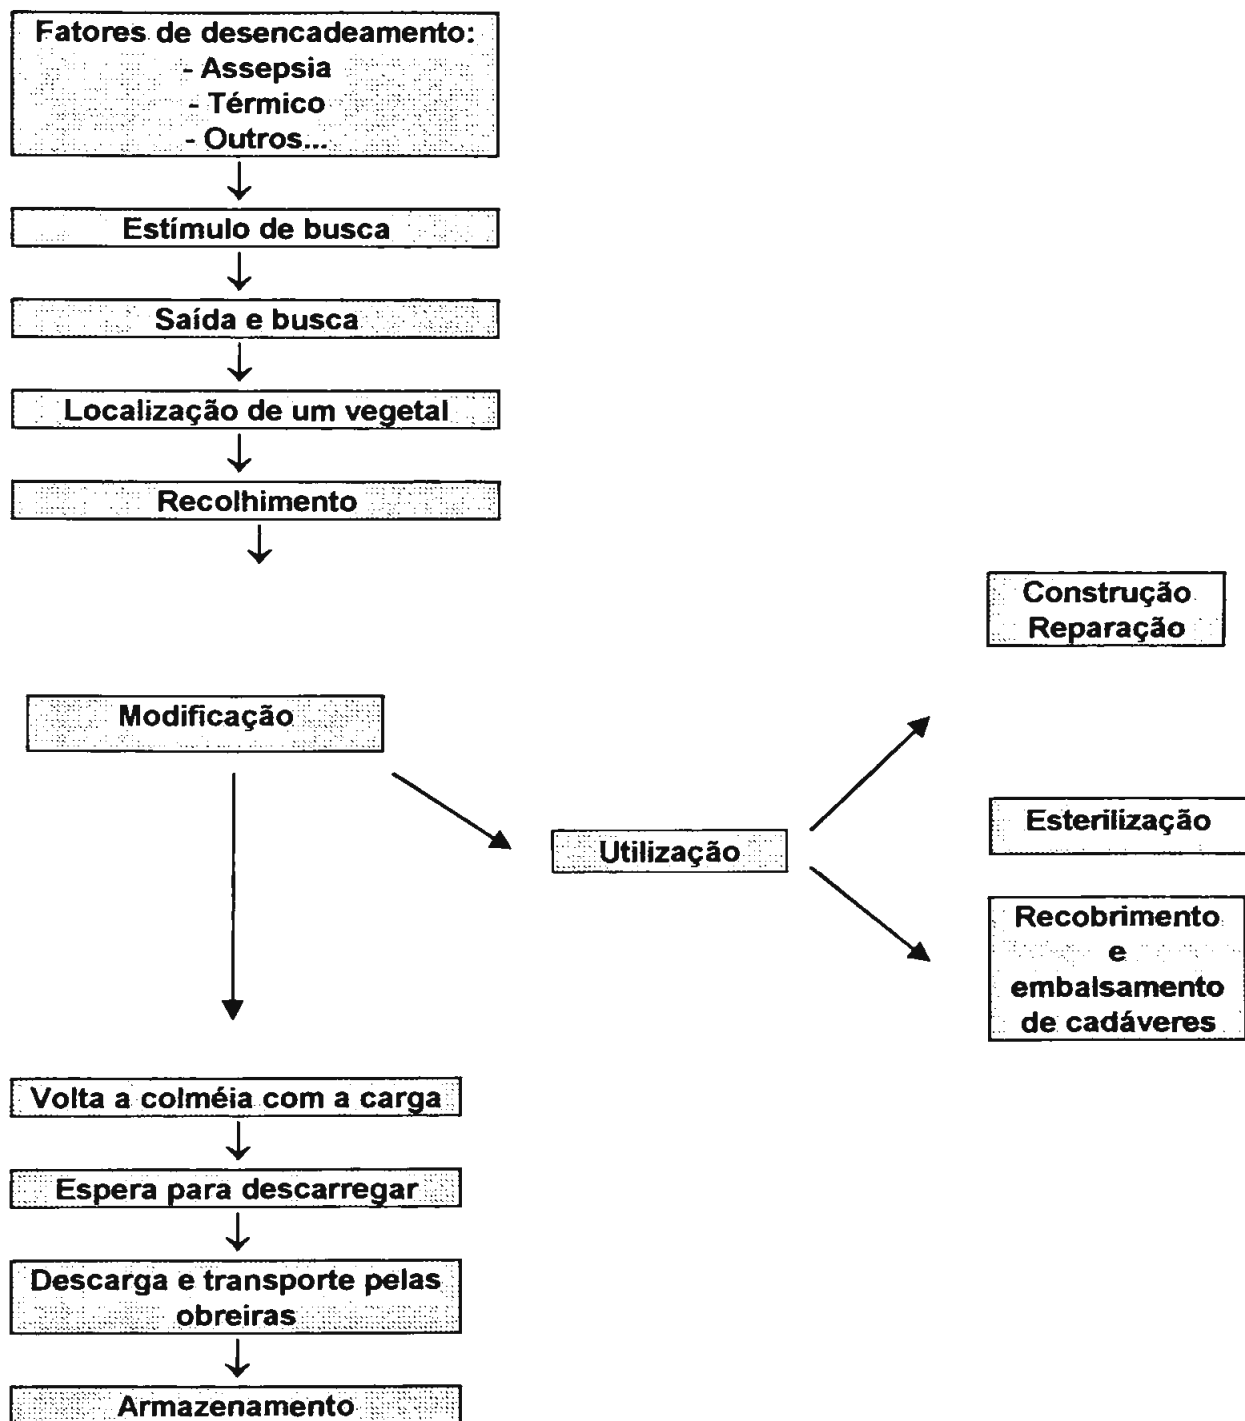 Fatores de desencadeamento:
- Assepsia
- Térmico
- Outros...
Estímulo de busca
Saída e busca
Localização de um vegetal
Recolhimento
Construção
Reparação
Modificação
Esterilização
Utilização
Recobrimento
e
embalsamento
de cadáveres
Volta a colméia com a carga
Espera para descarregar
Descarga e transporte pelas
obreiras
Armazenamento